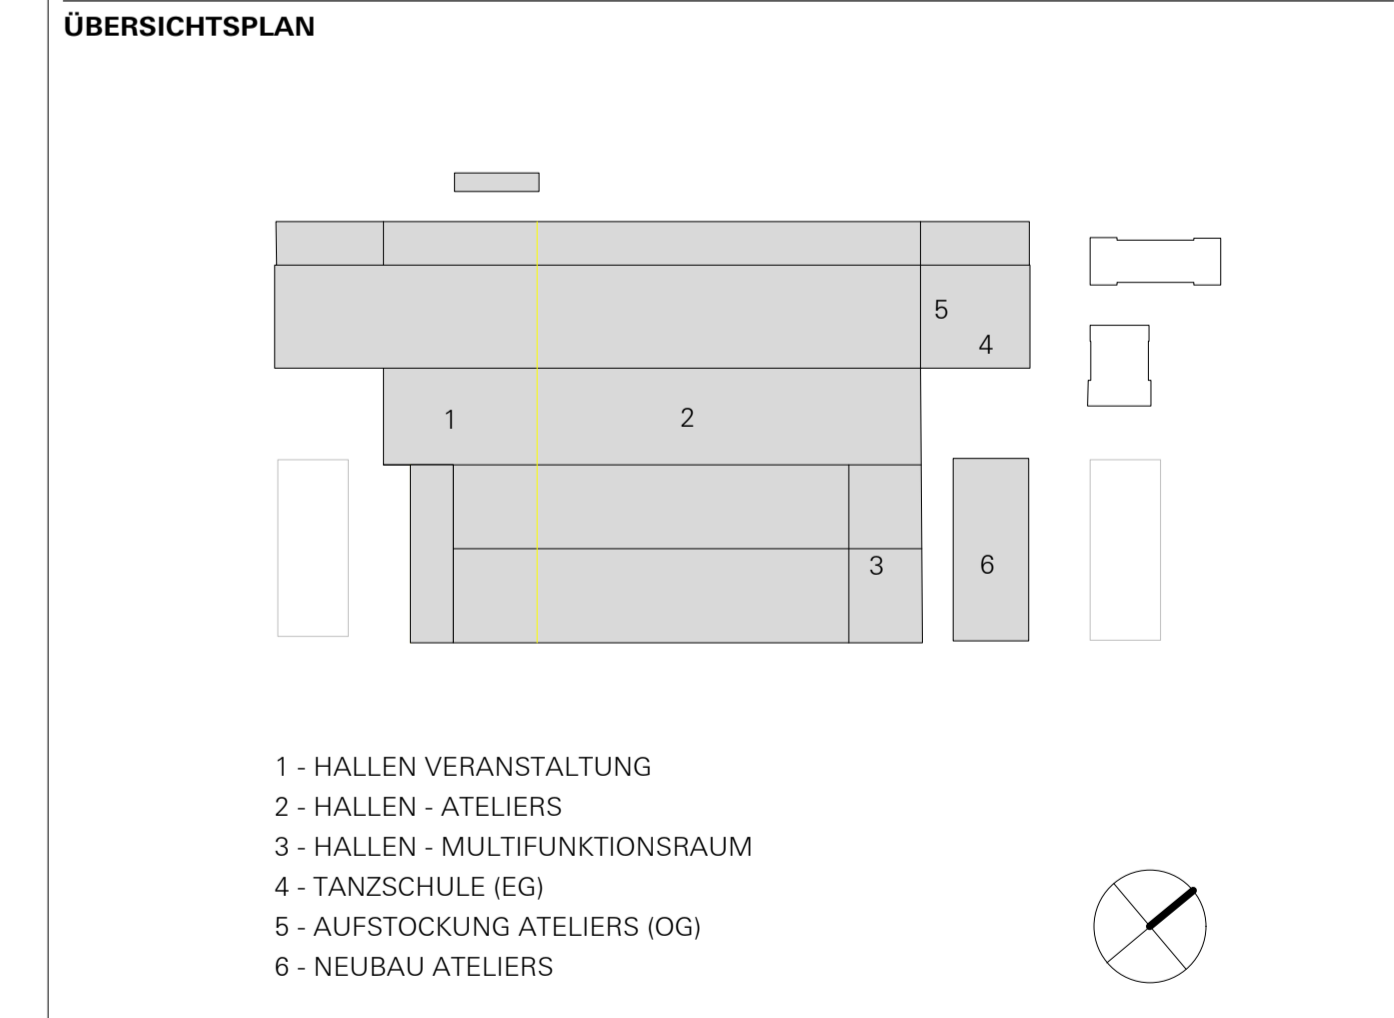 ÜBERSICHTSPLAN
5
4
1
2
3
6
1 - HALLEN VERANSTALTUNG
2 - HALLEN - ATELIERS
3 - HALLEN - MULTIFUNKTIONSRAUM
4 - TANZSCHULE (EG)
5 - AUFSTOCKUNG ATELIERS (OG)
6 - NEUBAU ATELIERS